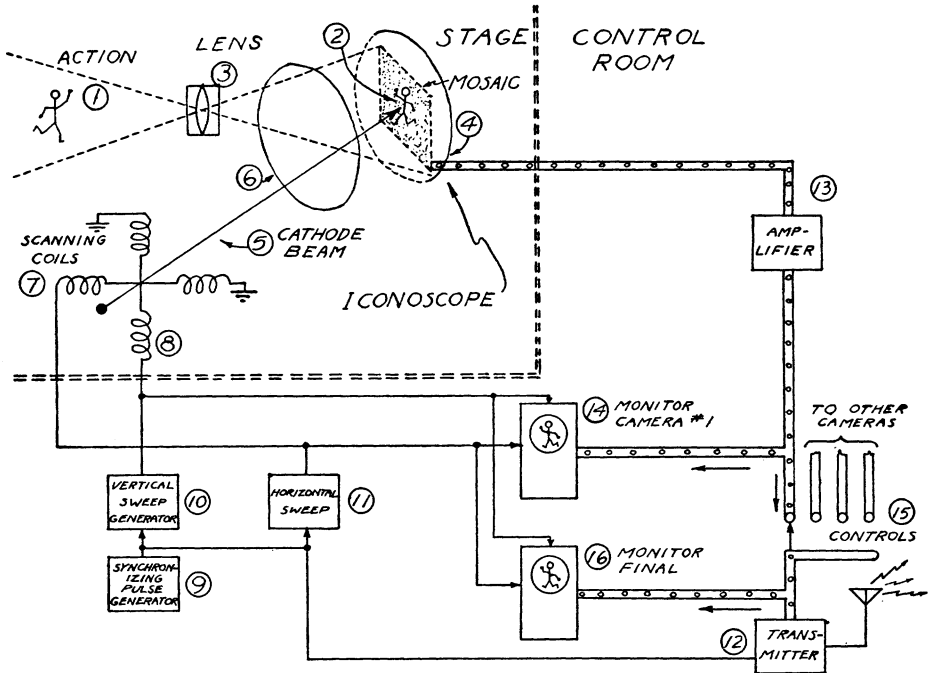 ACTION
①
LENS
③
②
STAGE
MOSAIC
④
CONTROL
ROOM
⑥
⑤ CATHODE
BEAM
SCANNING
COILS
⑦
⑧
ICONOSCOPE
⑬
AMP-
LIFIER
⑭ MONITOR
CAMERA #1
TO OTHER
CAMERAS
⑮
CONTROLS
VERTICAL
SWEEP
GENERATOR
⑩
HORIZONTAL
SWEEP
⑪
SYNCHRON-
IZING
PULSE
GENERATOR
⑨
⑯ MONITOR
FINAL
⑫
TRANS-
MITTER